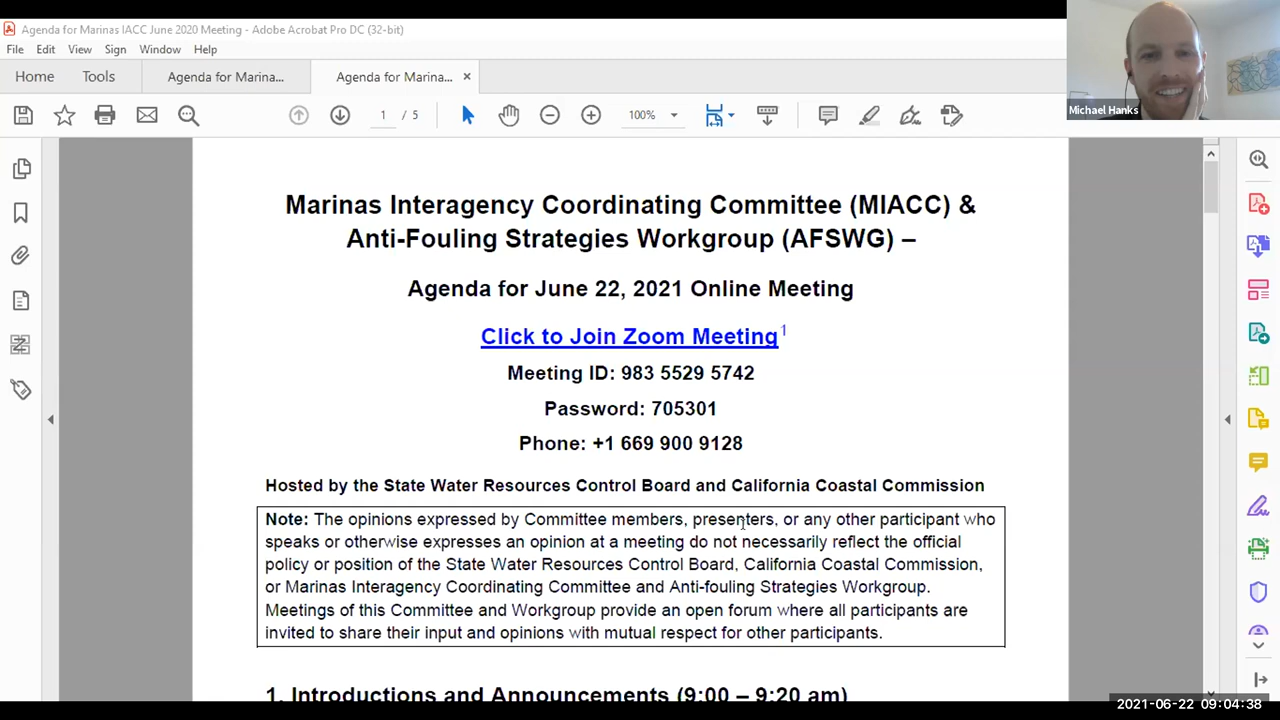 Agenda for Marinas IACC June 2020 Meeting - Adobe Acrobat Pro DC (32-bit)
File Edit View Sign Window Help
Home Tools Agenda for Marina... Agenda for Marina... ×
1 / 5 100%
Michael Hanks
Marinas Interagency Coordinating Committee (MIACC) &
Anti-Fouling Strategies Workgroup (AFSWG) –
Agenda for June 22, 2021 Online Meeting
Click to Join Zoom Meeting1
Meeting ID: 983 5529 5742
Password: 705301
Phone: +1 669 900 9128
Hosted by the State Water Resources Control Board and California Coastal Commission
Note: The opinions expressed by Committee members, presenters, or any other participant who
speaks or otherwise expresses an opinion at a meeting do not necessarily reflect the official
policy or position of the State Water Resources Control Board, California Coastal Commission,
or Marinas Interagency Coordinating Committee and Anti-fouling Strategies Workgroup.
Meetings of this Committee and Workgroup provide an open forum where all participants are
invited to share their input and opinions with mutual respect for other participants.
1. Introductions and Announcements (9:00 – 9:20 am)
2021-06-22 09:04:38